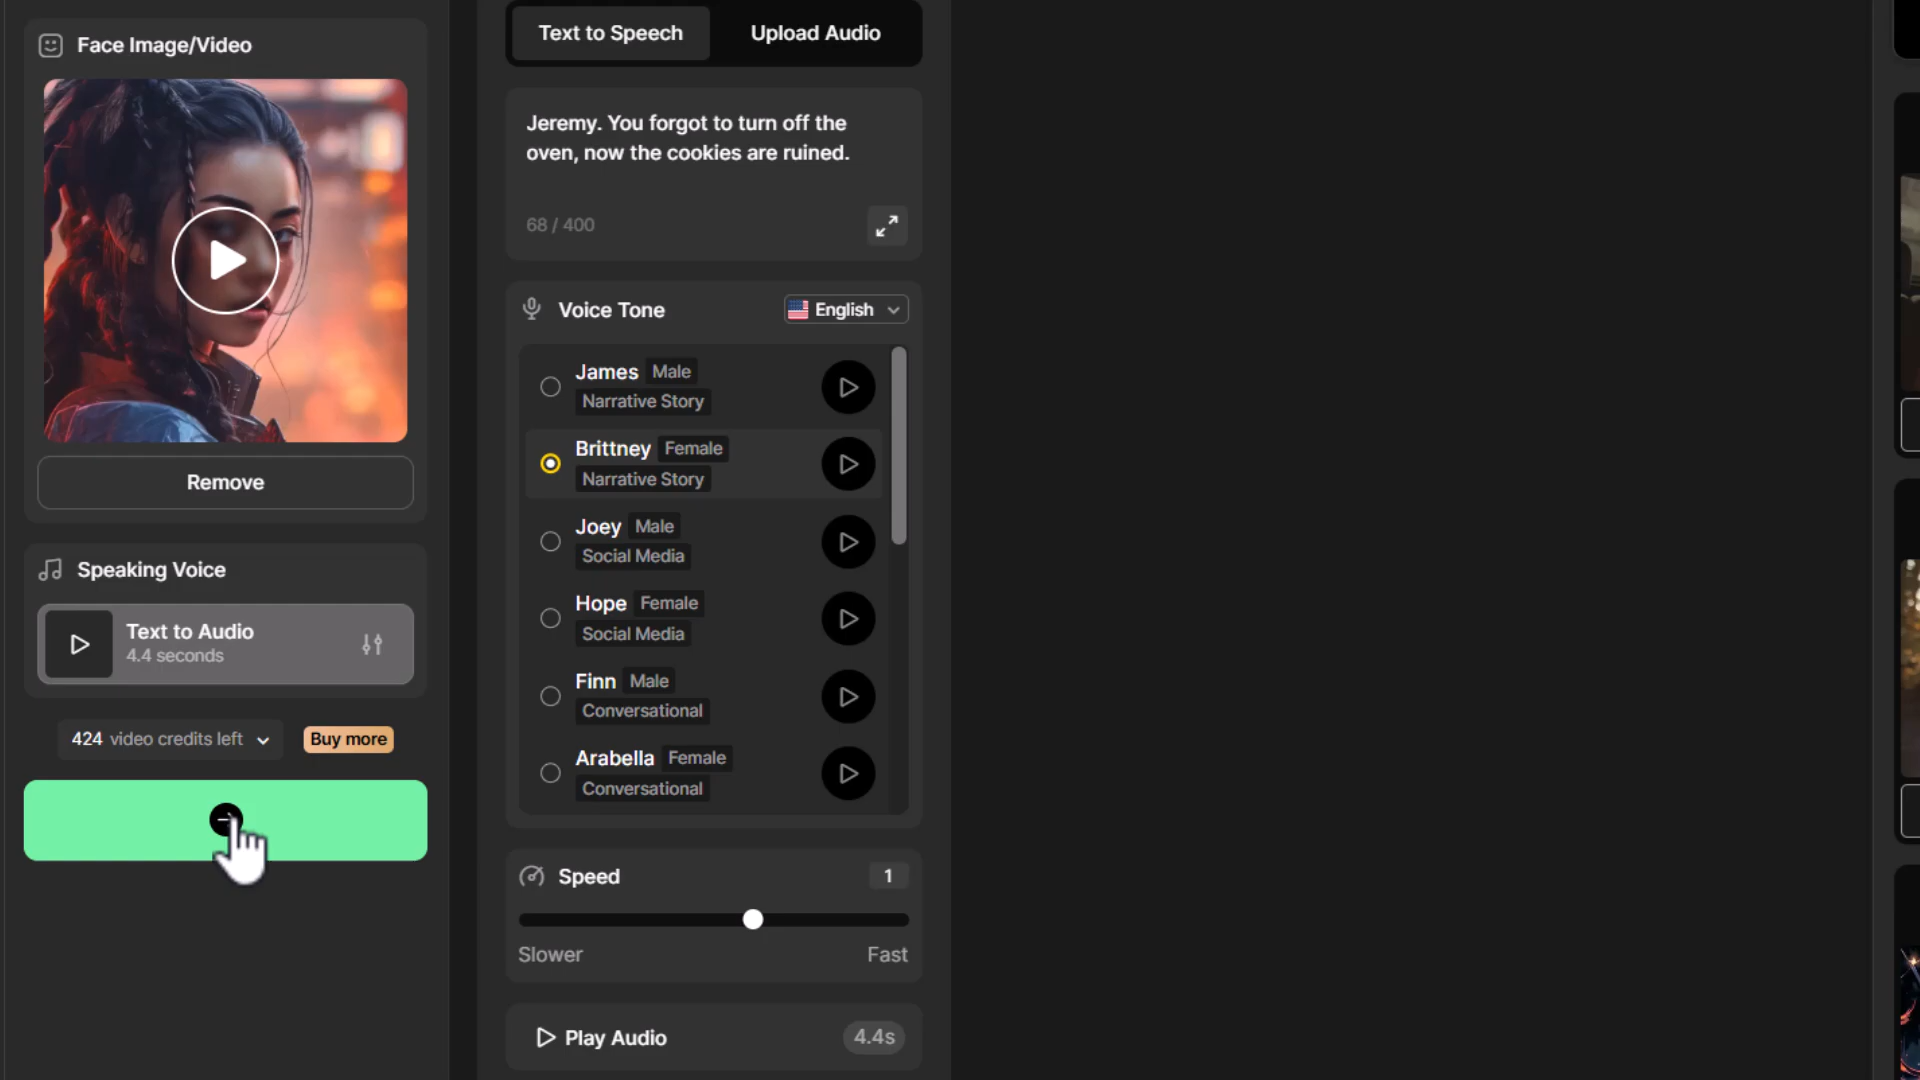 Face Image/Video
Remove
Speaking Voice
Text to Audio
4.4 seconds
424 video credits left
Buy more
Text to Speech
Upload Audio
Jeremy. You forgot to turn off the
oven, now the cookies are ruined.
68 / 400
Voice Tone
English
James Male
Narrative Story
Brittney Female
Narrative Story
Joey Male
Social Media
Hope Female
Social Media
Finn Male
Conversational
Arabella Female
Conversational
Speed
1
Slower
Fast
Play Audio
4.4s